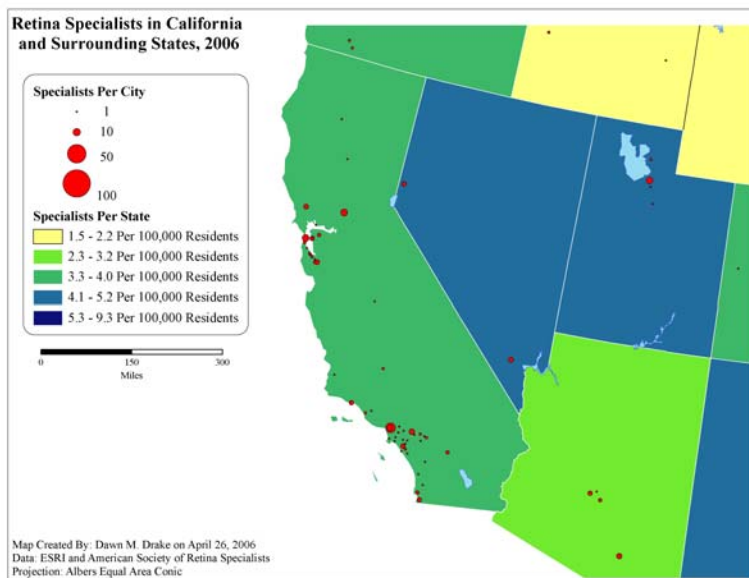 Retina Specialists in California
and Surrounding States, 2006
Specialists Per City
1
10
50
100
Specialists Per State
1.5 - 2.2 Per 100,000 Residents
2.3 - 3.2 Per 100,000 Residents
3.3 - 4.0 Per 100,000 Residents
4.1 - 5.2 Per 100,000 Residents
5.3 - 9.3 Per 100,000 Residents
0 150 300
Miles
Map Created By: Dawn M. Drake on April 26, 2006
Data: ESRI and American Society of Retina Specialists
Projection: Albers Equal Area Conic